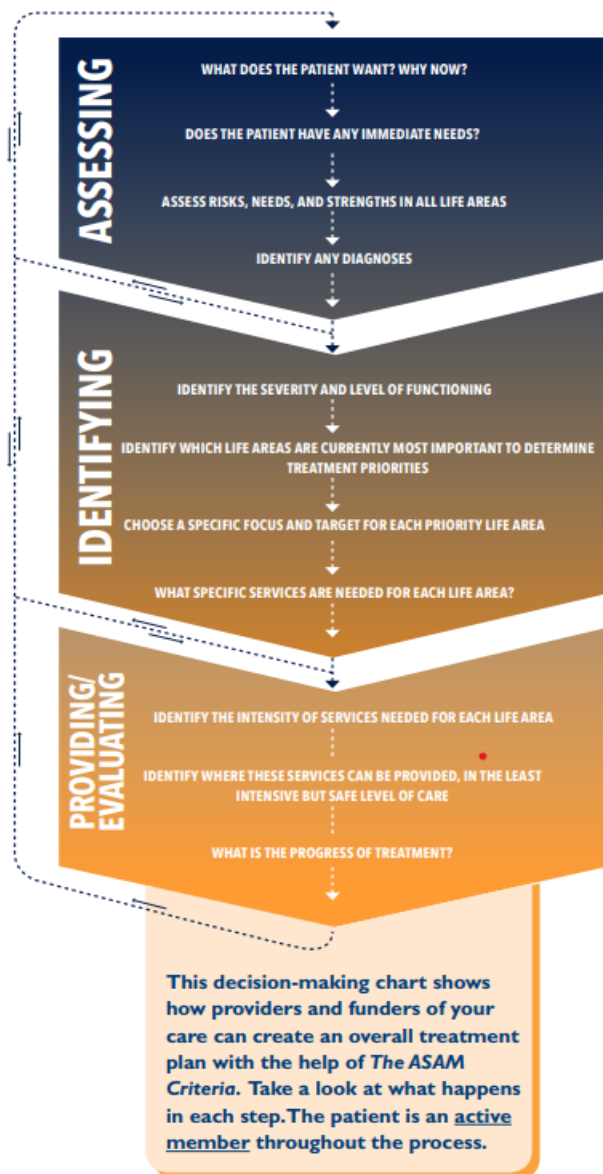 ASSESSING
WHAT DOES THE PATIENT WANT? WHY NOW?
DOES THE PATIENT HAVE ANY IMMEDIATE NEEDS?
ASSESS RISKS, NEEDS, AND STRENGTHS IN ALL LIFE AREAS
IDENTIFY ANY DIAGNOSES
IDENTIFYING
IDENTIFY THE SEVERITY AND LEVEL OF FUNCTIONING
IDENTIFY WHICH LIFE AREAS ARE CURRENTLY MOST IMPORTANT TO DETERMINE
TREATMENT PRIORITIES
CHOOSE A SPECIFIC FOCUS AND TARGET FOR EACH PRIORITY LIFE AREA
WHAT SPECIFIC SERVICES ARE NEEDED FOR EACH LIFE AREA?
PROVIDING/
EVALUATING
IDENTIFY THE INTENSITY OF SERVICES NEEDED FOR EACH LIFE AREA
IDENTIFY WHERE THESE SERVICES CAN BE PROVIDED, IN THE LEAST
INTENSIVE BUT SAFE LEVEL OF CARE
WHAT IS THE PROGRESS OF TREATMENT?
This decision-making chart shows
how providers and funders of your
care can create an overall treatment
plan with the help of The ASAM
Criteria. Take a look at what happens
in each step. The patient is an active
member throughout the process.